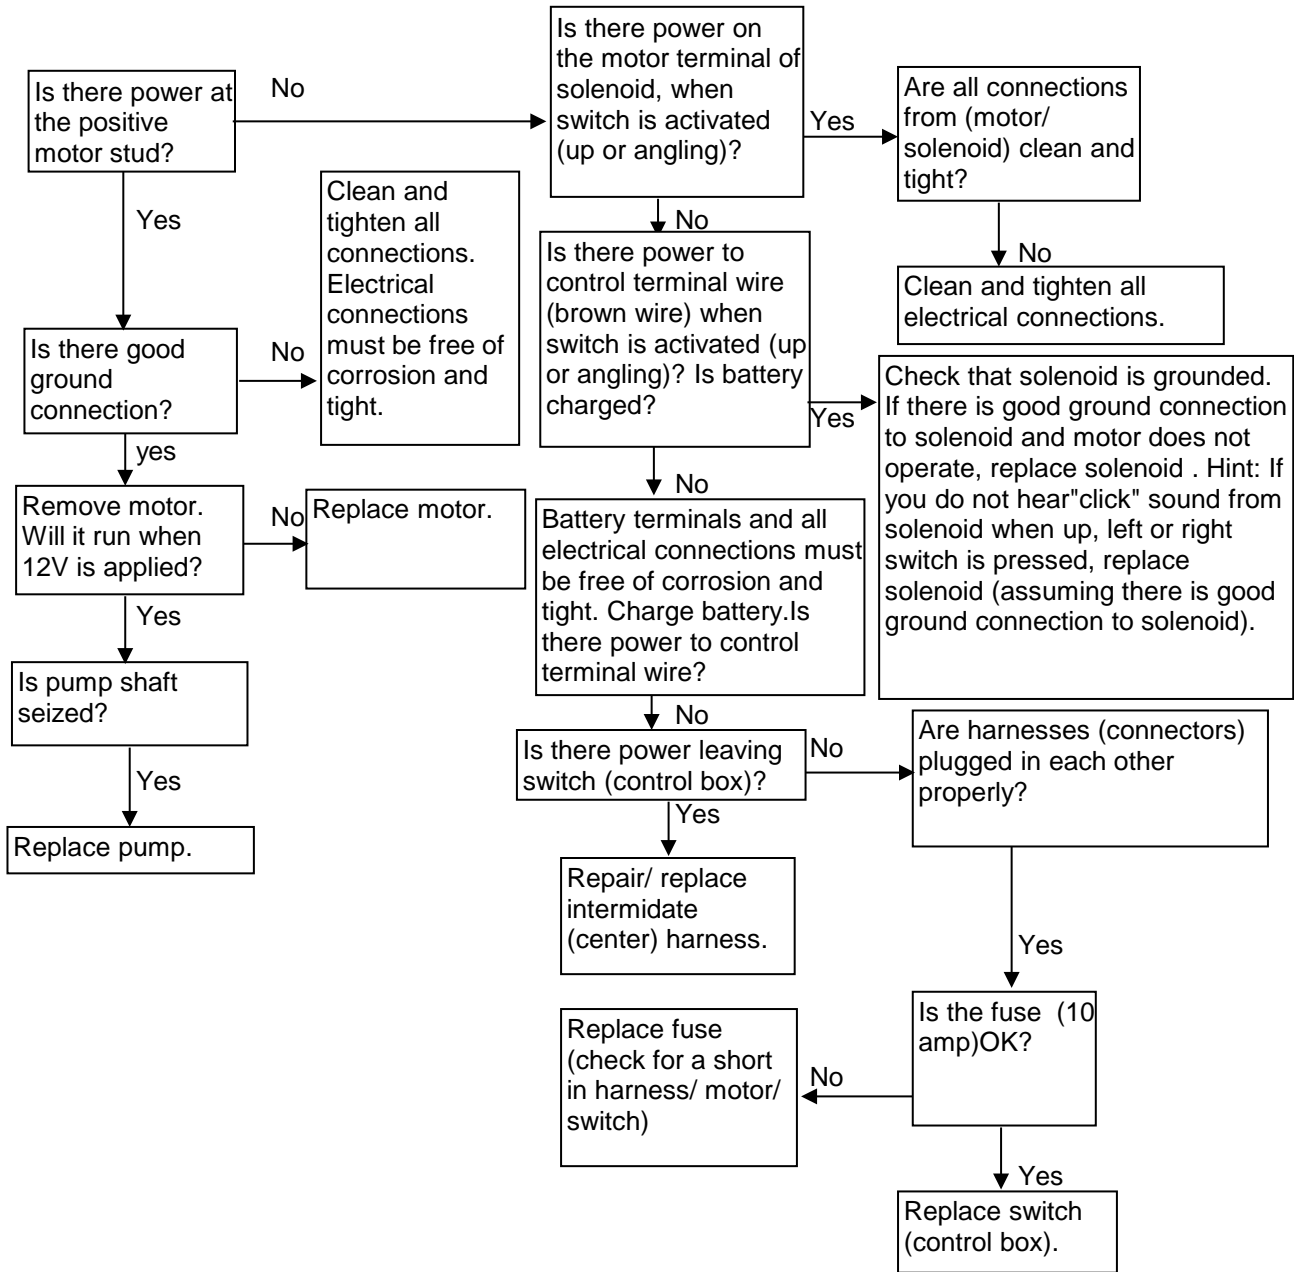 Is there power at
the positive
motor stud?
No
Is there power on
the motor terminal of
solenoid, when
switch is activated
(up or angling)?
Yes
Are all connections
from (motor/
solenoid) clean and
tight?
No
Clean and tighten all
electrical connections.
Yes
Clean and
tighten all
connections.
Electrical
connections
must be free of
corrosion and
tight.
No
Is there power to
control terminal wire
(brown wire) when
switch is activated (up
or angling)? Is battery
charged?
Yes
Check that solenoid is grounded.
If there is good ground connection
to solenoid and motor does not
operate, replace solenoid . Hint: If
you do not hear"click" sound from
solenoid when up, left or right
switch is pressed, replace
solenoid (assuming there is good
ground connection to solenoid).
Is there good
ground
connection?
No
yes
Remove motor.
Will it run when
12V is applied?
No
Replace motor.
Yes
Is pump shaft
seized?
Yes
Replace pump.
No
Battery terminals and all
electrical connections must
be free of corrosion and
tight. Charge battery.Is
there power to control
terminal wire?
No
Is there power leaving
switch (control box)?
No
Are harnesses (connectors)
plugged in each other
properly?
Yes
Repair/ replace
intermidate
(center) harness.
Yes
Is the fuse (10
amp)OK?
No
Replace fuse
(check for a short
in harness/ motor/
switch)
Yes
Replace switch
(control box).